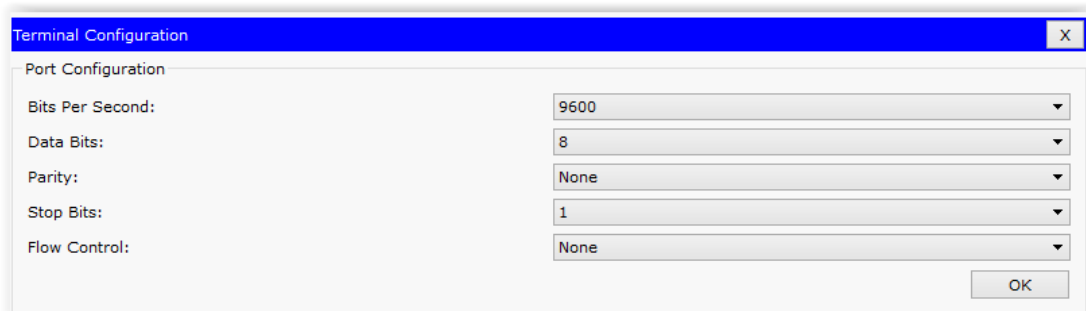 Terminal Configuration X
Port Configuration
Bits Per Second: 9600
Data Bits: 8
Parity: None
Stop Bits: 1
Flow Control: None
OK